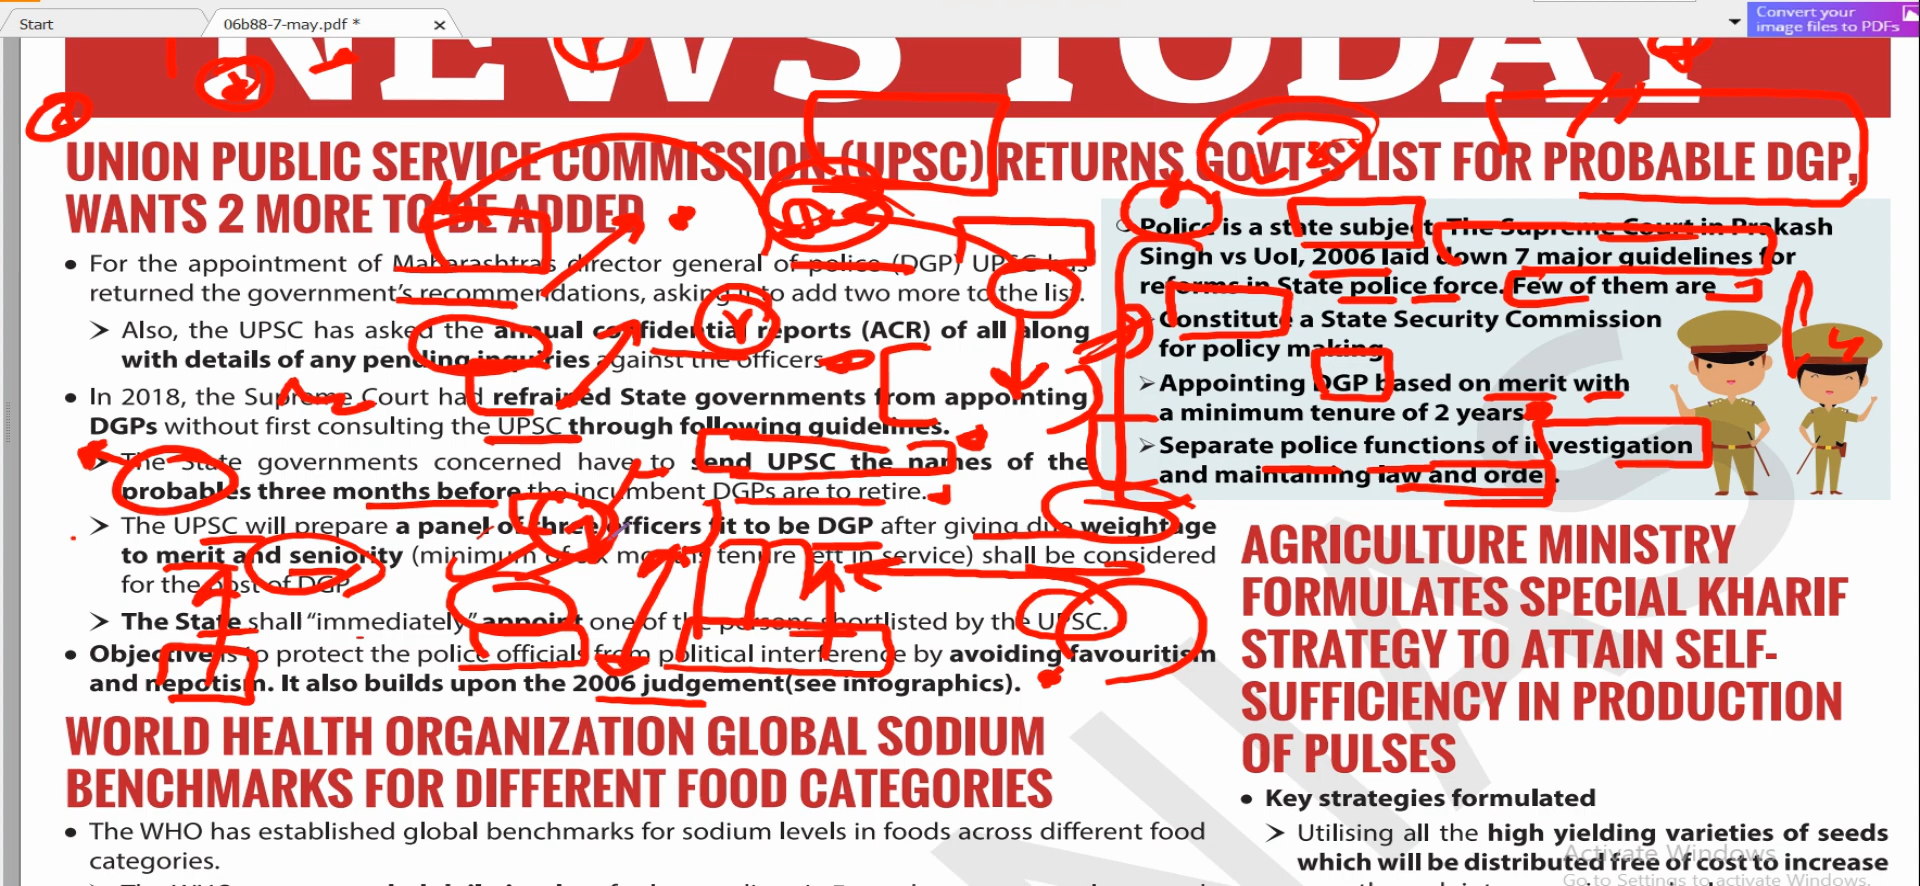 Start
06b88-7-may.pdf *
Convert your
image files to PDFs
NEWS TODAY
UNION PUBLIC SERVICE COMMISSION (UPSC) RETURNS GOVT'S LIST FOR PROBABLE DGP,
WANTS 2 MORE TO BE ADDED
• For the appointment of Maharashtra's director general of police (DGP) UPSC has
returned the government's recommendations, asking it to add two more to the list.
➤ Also, the UPSC has asked the annual confidential reports (ACR) of all along
with details of any pending inquiries against the officers
• In 2018, the Supreme Court had refrained State governments from appointing
DGPs without first consulting the UPSC through following guidelines.
➤ The State governments concerned have to send UPSC the names of the
probables three months before the incumbent DGPs are to retire.
➤ The UPSC will prepare a panel of three officers fit to be DGP after giving due weightage
to merit and seniority (minimum of six months tenure left in service) shall be considered
for the post of DGP
➤ The State shall “immediately” appoint one of the persons shortlisted by the UPSC.
• Objective is to protect the police officials from political interference by avoiding favouritism
and nepotism. It also builds upon the 2006 judgement(see infographics).
Police is a state subject. The Supreme Court in Prakash
Singh vs UoI, 2006 laid down 7 major guidelines for
reforms in State police force. Few of them are
Constitute a State Security Commission
for policy making
➤ Appointing DGP based on merit with
a minimum tenure of 2 years
➤ Separate police functions of investigation
and maintaining law and order.
WORLD HEALTH ORGANIZATION GLOBAL SODIUM
BENCHMARKS FOR DIFFERENT FOOD CATEGORIES
• The WHO has established global benchmarks for sodium levels in foods across different food
categories.
AGRICULTURE MINISTRY
FORMULATES SPECIAL KHARIF
STRATEGY TO ATTAIN SELF-
SUFFICIENCY IN PRODUCTION
OF PULSES
• Key strategies formulated
➤ Utilising all the high yielding varieties of seeds
which will be distributed free of cost to increase
Activate Windows
Go to Settings to activate Windows.